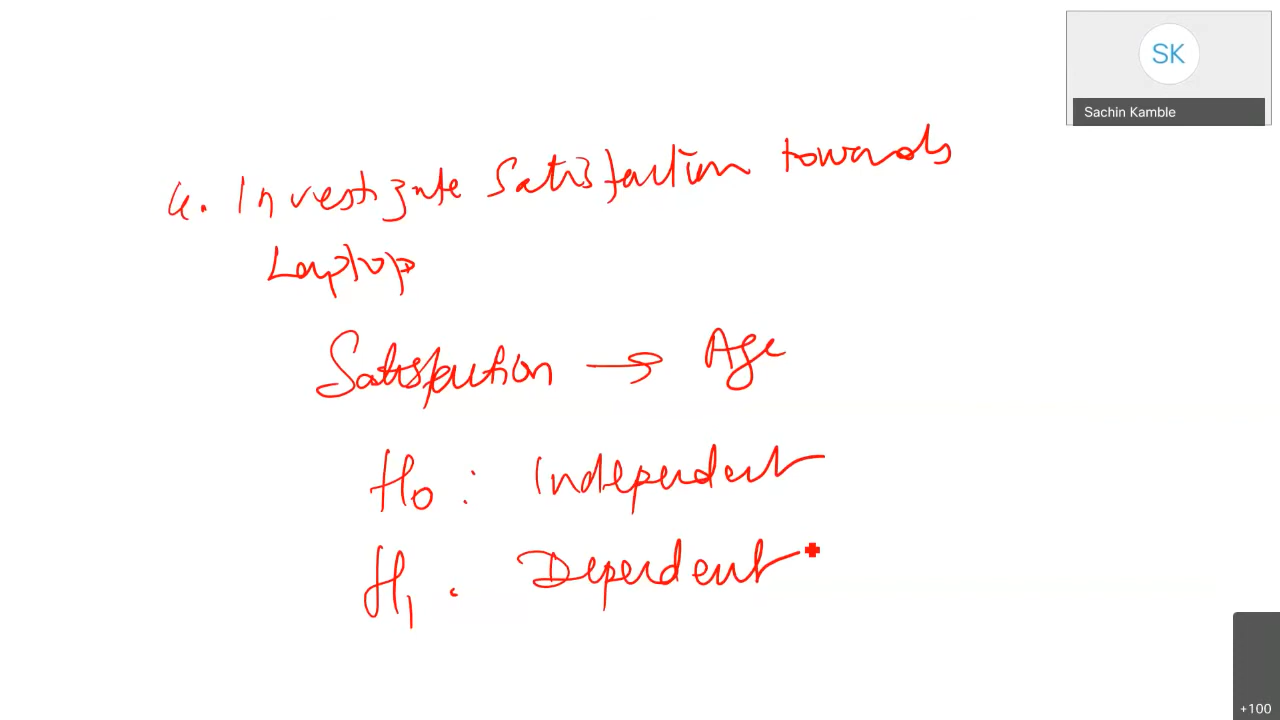 SK
Sachin Kamble
4. Investigate Satisfaction towards
Laptop
Satisfaction → Age
H0 : Independent
H1 : Dependent
+100